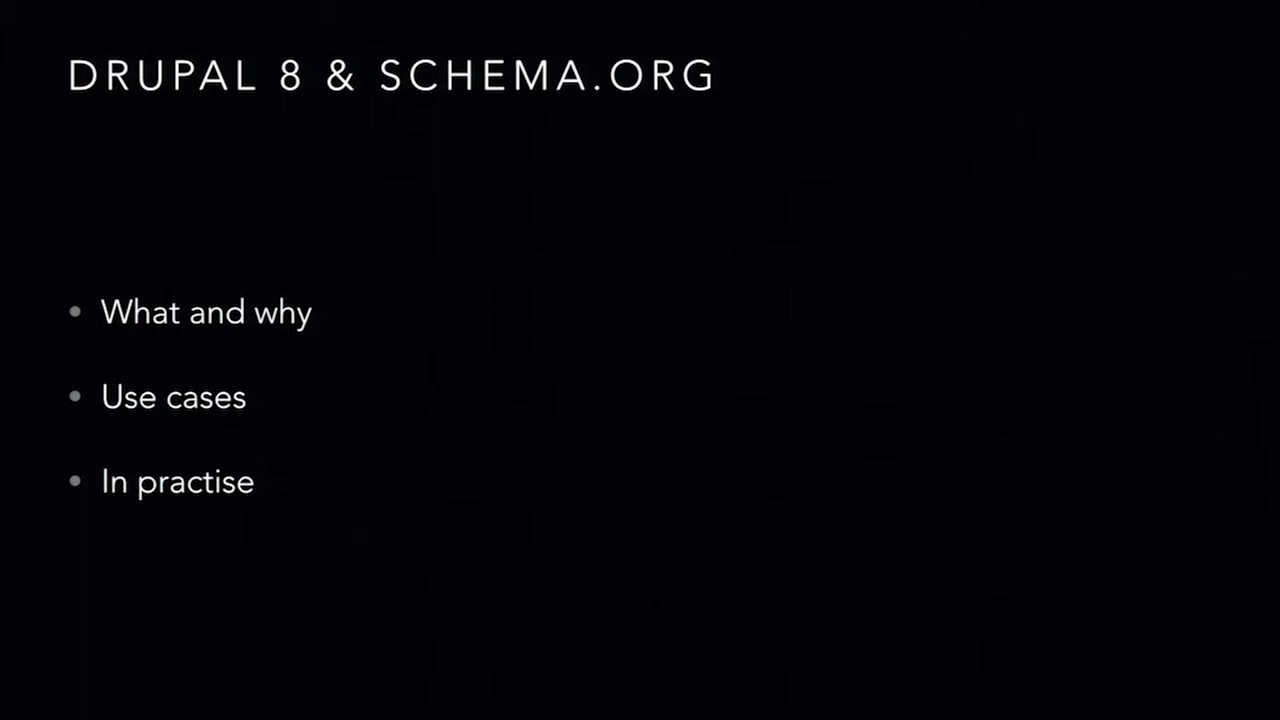 DRUPAL 8 & SCHEMA.ORG
• What and why
• Use cases
• In practise